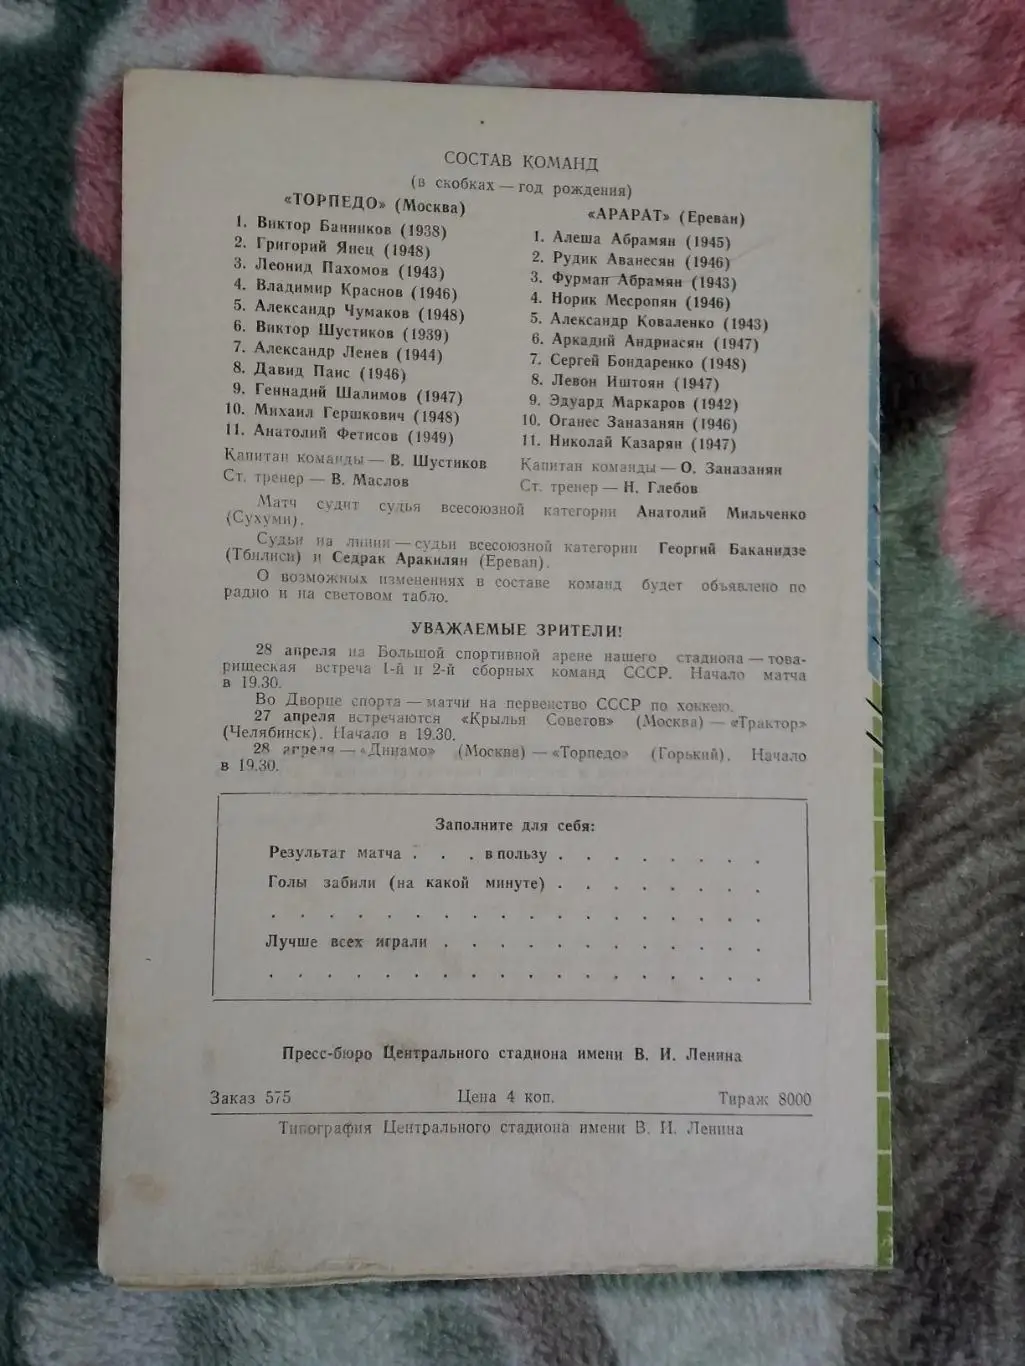 СОСТАВ КОМАНД
(в скобках — год рождения)
«ТОРПЕДО» (Москва)
1. Виктор Банников (1938)
2. Григорий Янец (1948)
3. Леонид Пахомов (1943)
4. Владимир Краснов (1946)
5. Александр Чумаков (1948)
6. Виктор Шустиков (1939)
7. Александр Ленев (1944)
8. Давид Паис (1946)
9. Геннадий Шалимов (1947)
10. Михаил Гершкович (1948)
11. Анатолий Фетисов (1949)
Капитан команды — В. Шустиков
Ст. тренер — В. Маслов
«АРАРАТ» (Ереван)
1. Алеша Абрамян (1945)
2. Рудик Аванесян (1946)
3. Фурман Абрамян (1943)
4. Норик Месропян (1946)
5. Александр Коваленко (1943)
6. Аркадий Андриасян (1947)
7. Сергей Бондаренко (1948)
8. Левон Иштоян (1947)
9. Эдуард Маркаров (1942)
10. Оганес Заназанян (1946)
11. Николай Казарян (1947)
Капитан команды — О. Заназанян
Ст. тренер — Н. Глебов
Матч судит судья всесоюзной категории Анатолий Мильченко
(Сухуми).
Судьи на линии — судьи всесоюзной категории Георгий Баканидзе
(Тбилиси) и Седрак Аракилян (Ереван).
О возможных изменениях в составе команд будет объявлено по
радио и на световом табло.
УВАЖАЕМЫЕ ЗРИТЕЛИ!
28 апреля на Большой спортивной арене нашего стадиона — това-
рищеская встреча 1-й и 2-й сборных команд СССР. Начало матча
в 19.30.
Во Дворце спорта — матчи на первенство СССР по хоккею.
27 апреля встречаются «Крылья Советов» (Москва) — «Трактор»
(Челябинск). Начало в 19.30.
28 апреля — «Динамо» (Москва) — «Торпедо» (Горький). Начало
в 19.30.
Заполните для себя:
Результат матча . . . в пользу . . . . . . . .
Голы забили (на какой минуте) . . . . . . . .
. . . . . . . . . . . . . . . . . .
Лучше всех играли . . . . . . . . . . . .
. . . . . . . . . . . . . . . . . .
Пресс-бюро Центрального стадиона имени В. И. Ленина
Заказ 575 Цена 4 коп. Тираж 8000
Типография Центрального стадиона имени В. И. Ленина